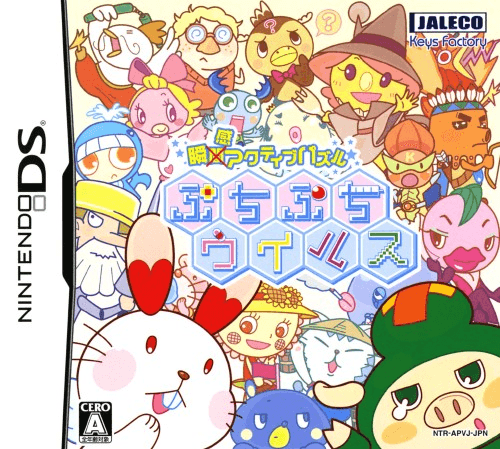 JALECO
Keys Factory
NINTENDO DS
?
?
感
瞬×アクティブパズル
ぷちぷち
ウイルス
CERO
A
全年齢対象
NTR-APVJ-JPN